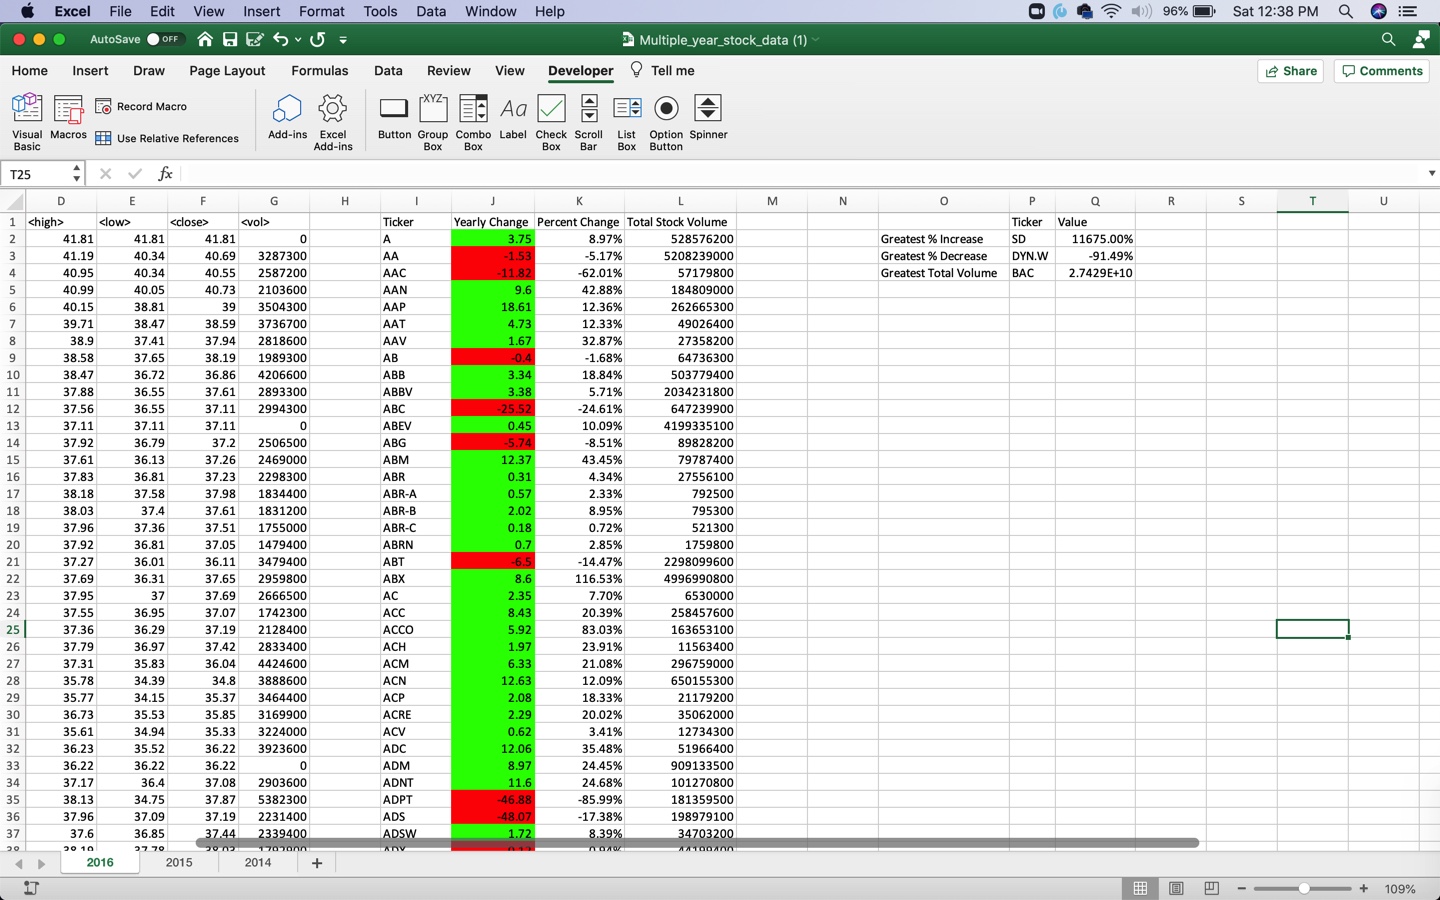 Excel File Edit View Insert Format Tools Data Window Help 96% Sat 12:38 PM
AutoSave OFF Multiple_year_stock_data (1)
Home Insert Draw Page Layout Formulas Data Review View Developer Tell me Share Comments
Visual Basic Macros Record Macro Use Relative References Add-ins Excel Add-ins Button Group Box Combo Box Label Check Box Scroll Bar List Box Option Button Spinner
T25 fx
D E F G H I J K L M N O P Q R S T U
1 <high> <low> <close> <vol> Ticker Yearly Change Percent Change Total Stock Volume Ticker Value
2 41.81 41.81 41.81 0 A 3.75 8.97% 528576200 Greatest % Increase SD 11675.00%
3 41.19 40.34 40.69 3287300 AA -1.53 -5.17% 5208239000 Greatest % Decrease DYN.W -91.49%
4 40.95 40.34 40.55 2587200 AAC -11.82 -62.01% 57179800 Greatest Total Volume BAC 2.7429E+10
5 40.99 40.05 40.73 2103600 AAN 9.6 42.88% 184809000
6 40.15 38.81 39 3504300 AAP 18.61 12.36% 262665300
7 39.71 38.47 38.59 3736700 AAT 4.73 12.33% 49026400
8 38.9 37.41 37.94 2818600 AAV 1.67 32.87% 27358200
9 38.58 37.65 38.19 1989300 AB -0.4 -1.68% 64736300
10 38.47 36.72 36.86 4206600 ABB 3.34 18.84% 503779400
11 37.88 36.55 37.61 2893300 ABBV 3.38 5.71% 2034231800
12 37.56 36.55 37.11 2994300 ABC -25.52 -24.61% 647239900
13 37.11 37.11 37.11 0 ABEV 0.45 10.09% 4199335100
14 37.92 36.79 37.2 2506500 ABG -5.74 -8.51% 89828200
15 37.61 36.13 37.26 2469000 ABM 12.37 43.45% 79787400
16 37.83 36.81 37.23 2298300 ABR 0.31 4.34% 27556100
17 38.18 37.58 37.98 1834400 ABR-A 0.57 2.33% 792500
18 38.03 37.4 37.61 1831200 ABR-B 2.02 8.95% 795300
19 37.96 37.36 37.51 1755000 ABR-C 0.18 0.72% 521300
20 37.92 36.81 37.05 1479400 ABRN 0.7 2.85% 1759800
21 37.27 36.01 36.11 3479400 ABT -6.5 -14.47% 2298099600
22 37.69 36.31 37.65 2959800 ABX 8.6 116.53% 4996990800
23 37.95 37 37.69 2666500 AC 2.35 7.70% 6530000
24 37.55 36.95 37.07 1742300 ACC 8.43 20.39% 258457600
25 37.36 36.29 37.19 2128400 ACCO 5.92 83.03% 163653100
26 37.79 36.97 37.42 2833400 ACH 1.97 23.91% 11563400
27 37.31 35.83 36.04 4424600 ACM 6.33 21.08% 296759000
28 35.78 34.39 34.8 3888600 ACN 12.63 12.09% 650155300
29 35.77 34.15 35.37 3464400 ACP 2.08 18.33% 21179200
30 36.73 35.53 35.85 3169900 ACRE 2.29 20.02% 35062000
31 35.61 34.94 35.33 3224000 ACV 0.62 3.41% 12734300
32 36.23 35.52 36.22 3923600 ADC 12.06 35.48% 51966400
33 36.22 36.22 36.22 0 ADM 8.97 24.45% 909133500
34 37.17 36.4 37.08 2903600 ADNT 11.6 24.68% 101270800
35 38.13 34.75 37.87 5382300 ADPT -46.88 -85.99% 181359500
36 37.96 37.09 37.19 2231400 ADS -48.07 -17.38% 198979100
37 37.6 36.85 37.44 2339400 ADSW 1.72 8.39% 34703200
2016 2015 2014 +
109%